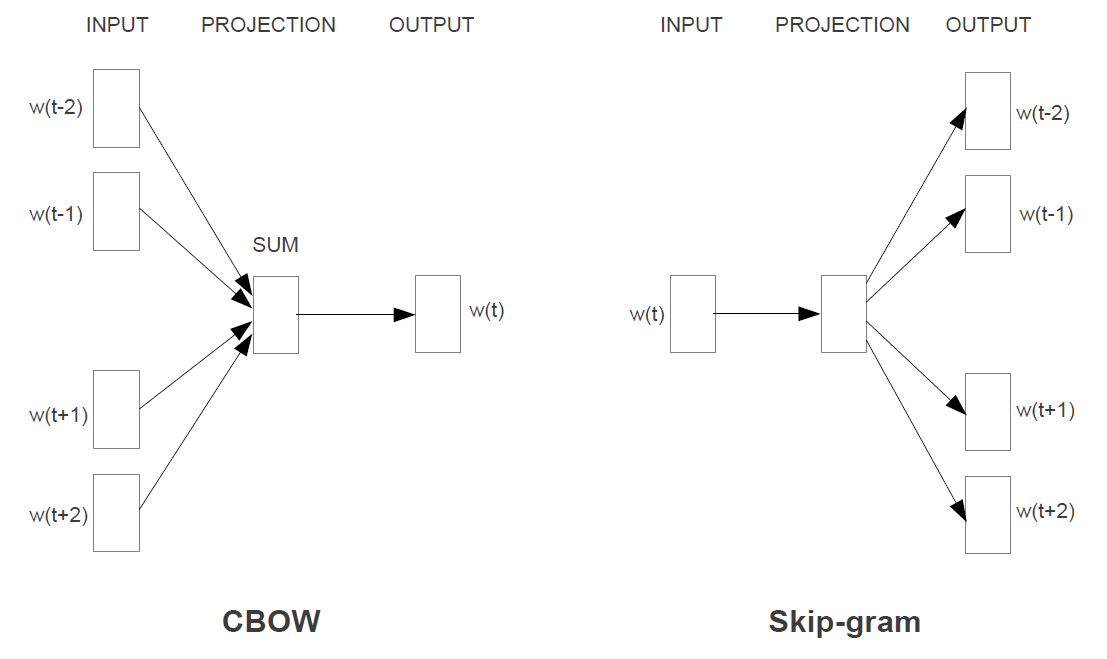 INPUT PROJECTION OUTPUT
w(t-2)
w(t-1)
SUM
w(t)
w(t+1)
w(t+2)
CBOW
INPUT PROJECTION OUTPUT
w(t-2)
w(t-1)
w(t)
w(t+1)
w(t+2)
Skip-gram